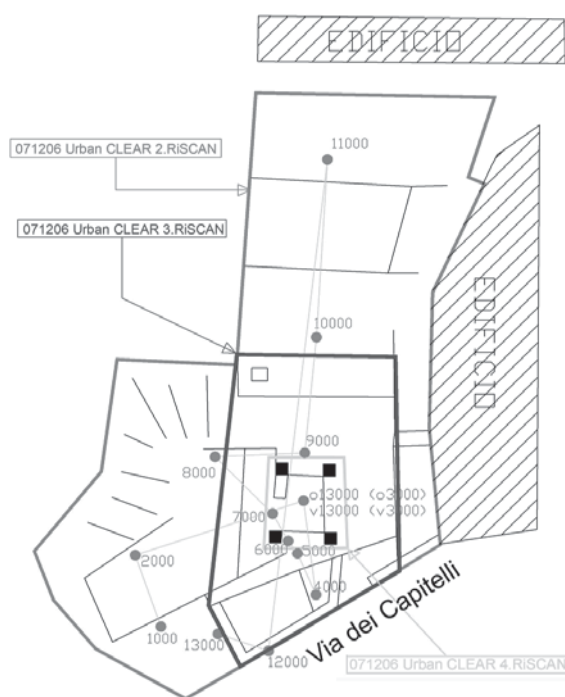 EDIFICIO
11000
071206 Urban CLEAR 2.RiSCAN
071206 Urban CLEAR 3.RiSCAN
EDIFICIO
10000
9000
8000
o13000 (o3000)
v13000 (v3000)
7000
6000
5000
2000
4000
1000
13000
12000
Via dei Capitelli
071206 Urban CLEAR 4.RiSCAN